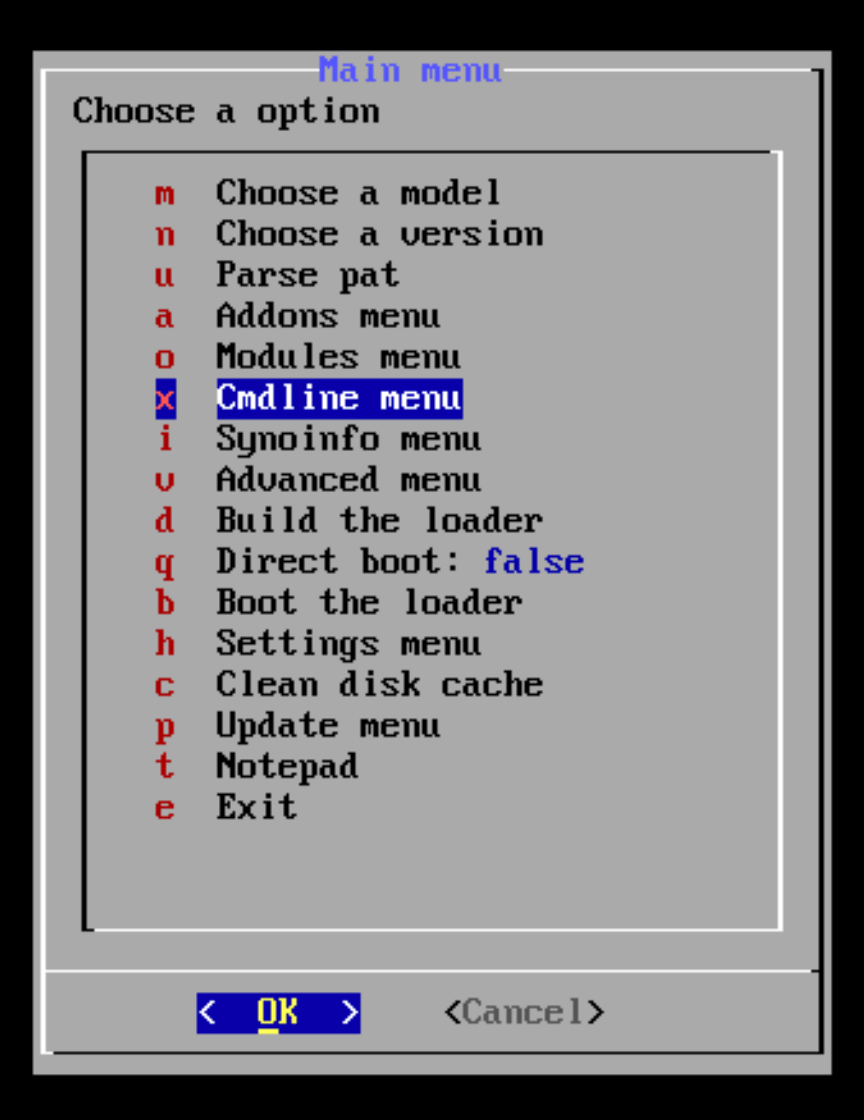 Main menu
Choose a option
m Choose a model
n Choose a version
u Parse pat
a Addons menu
o Modules menu
x Cmdline menu
i Synoinfo menu
v Advanced menu
d Build the loader
q Direct boot: false
b Boot the loader
h Settings menu
c Clean disk cache
p Update menu
t Notepad
e Exit
< OK > <Cancel>